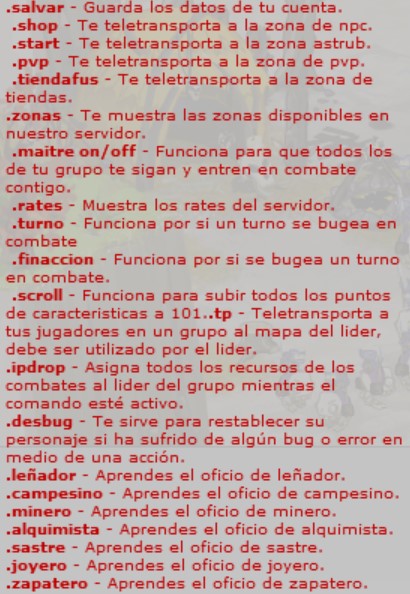 .salvar - Guarda los datos de tu cuenta.
.shop - Te teletransporta a la zona de npc.
.start - Te teletransporta a la zona astrub.
.pvp - Te teletransporta a la zona de pvp.
.tiendafus - Te teletransporta a la zona de
tiendas.
.zonas - Te muestra las zonas disponibles en
nuestro servidor.
.maitre on/off - Funciona para que todos los
de tu grupo te sigan y entren en combate
contigo.
.rates - Muestra los rates del servidor.
.turno - Funciona por si un turno se bugea en
combate
.finaccion - Funciona por si se bugea un turno
en combate.
.scroll - Funciona para subir todos los puntos
de caracteristicas a 101..tp - Teletransporta a
tus jugadores en un grupo al mapa del lider,
debe ser utilizado por el lider.
.ipdrop - Asigna todos los recursos de los
combates al lider del grupo mientras el
comando esté activo.
.desbug - Te sirve para restablecer su
personaje si ha sufrido de algún bug o error en
medio de una acción.
.leñador - Aprendes el oficio de leñador.
.campesino - Aprendes el oficio de campesino.
.minero - Aprendes el oficio de minero.
.alquimista - Aprendes el oficio de alquimista.
.sastre - Aprendes el oficio de sastre.
.joyero - Aprendes el oficio de joyero.
.zapatero - Aprendes el oficio de zapatero.